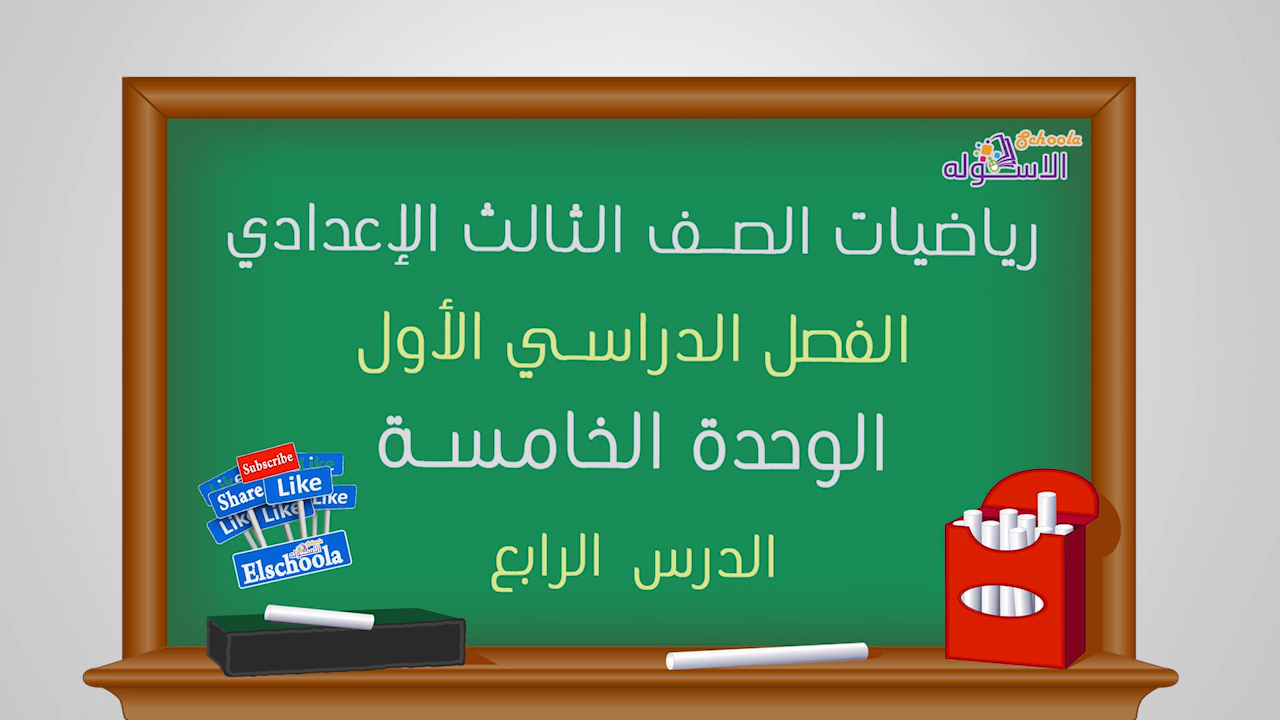 Schoola
الاسكوله
رياضيات الصف الثالث الإعدادي
الفصل الدراسي الأول
الوحدة الخامسة
الدرس الرابع
Subscribe
Like
Share Like
Like
Like Like
Elschoola